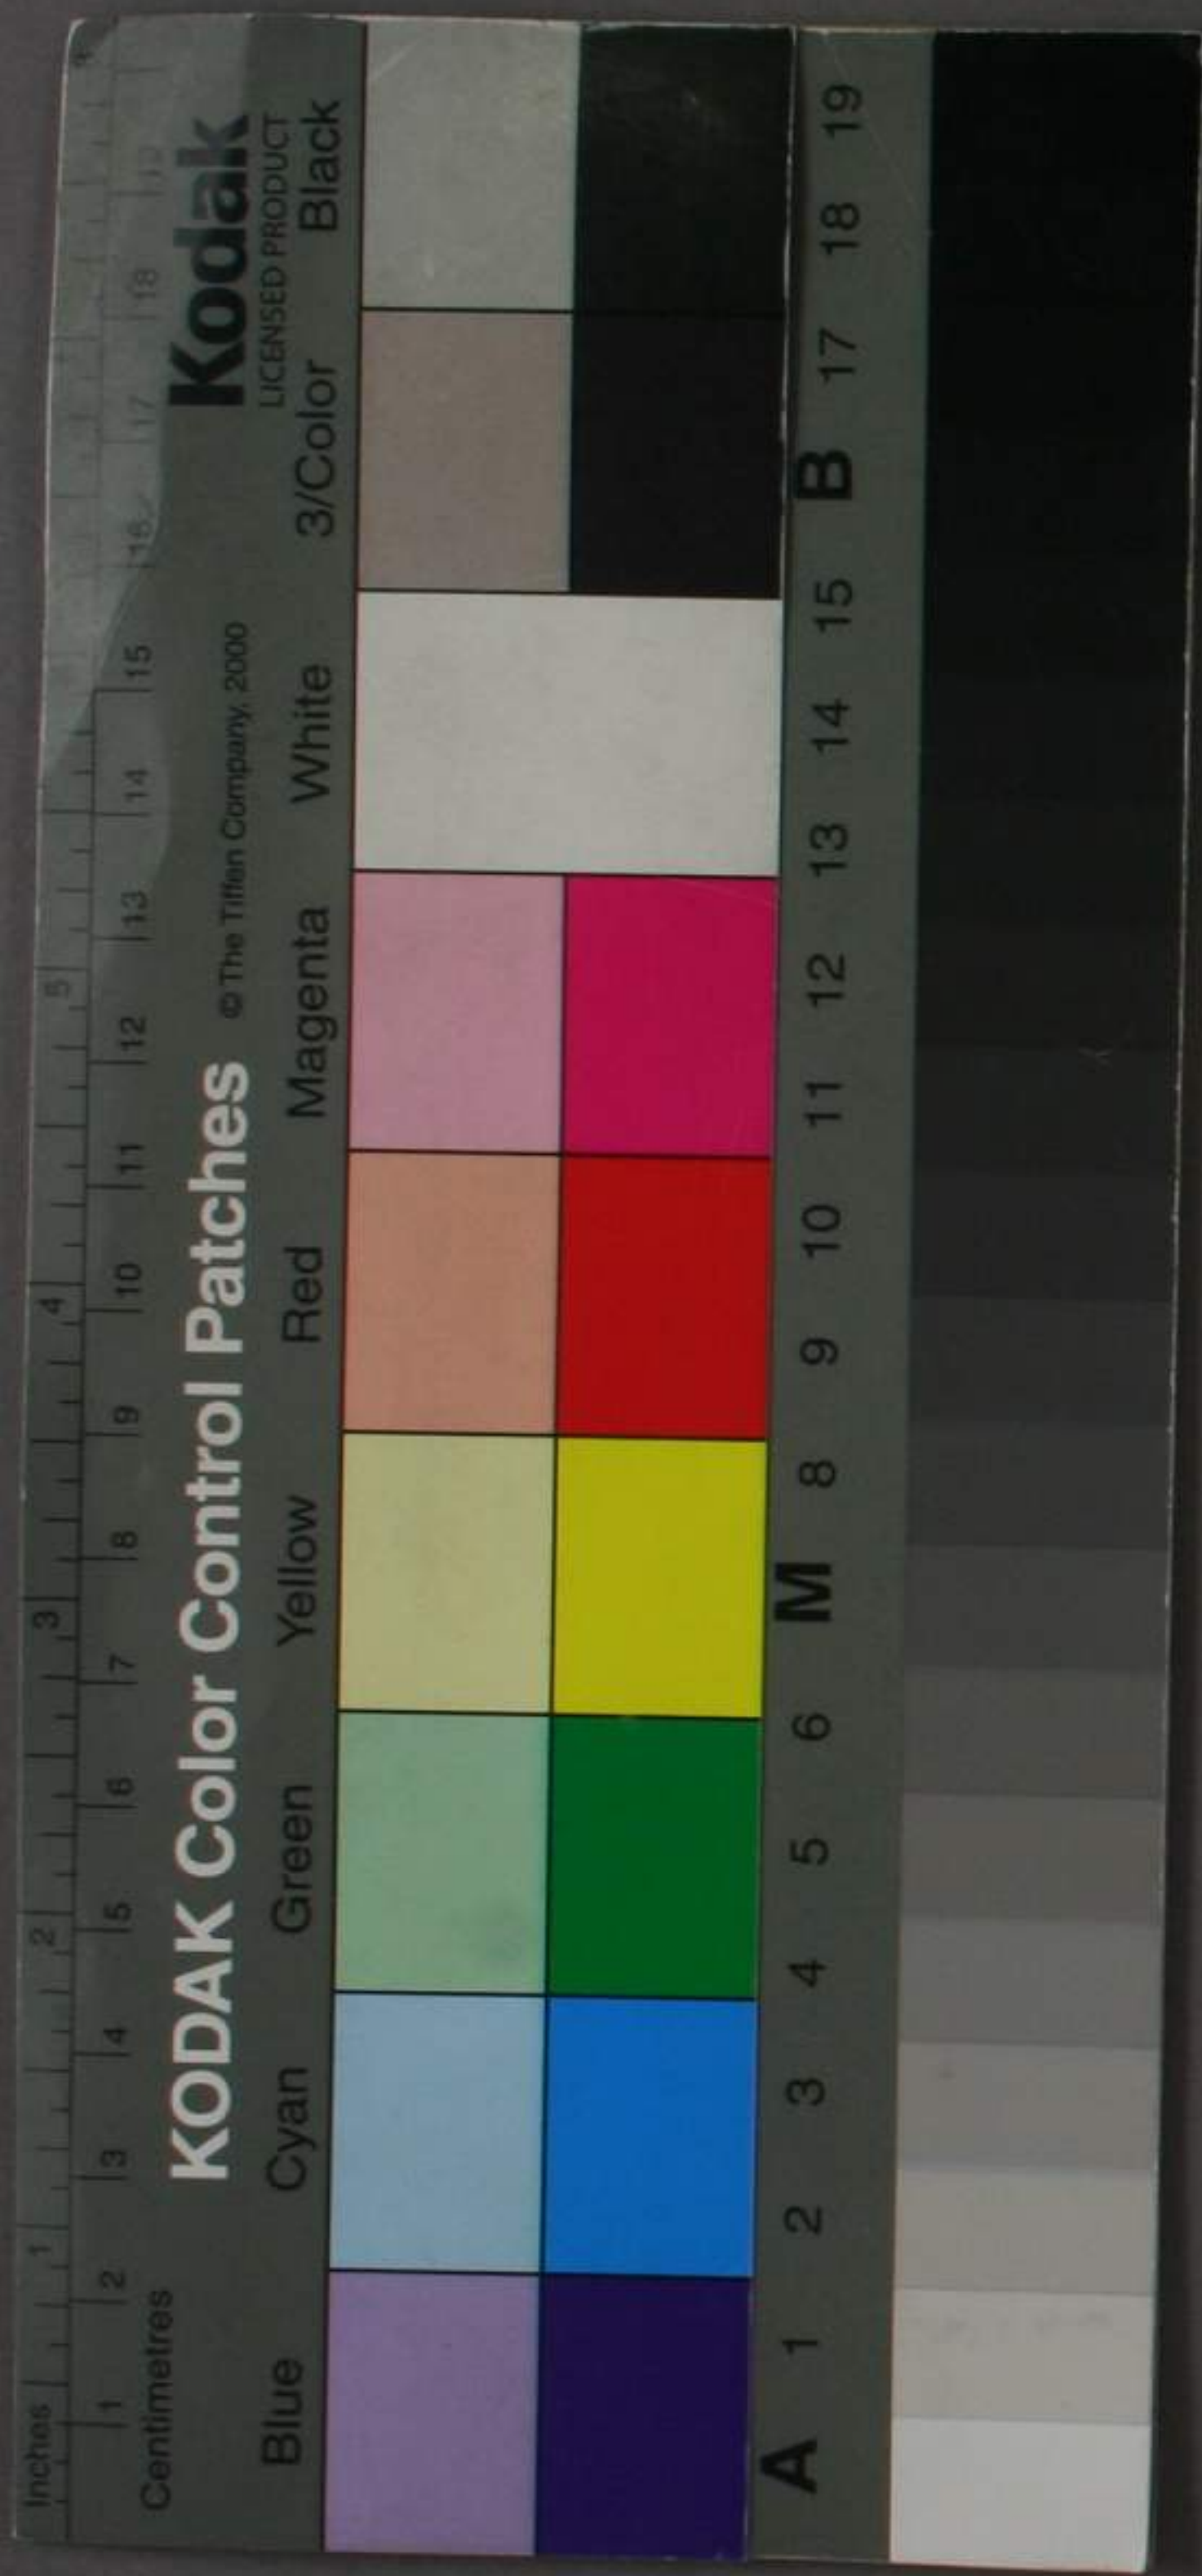 Inches 1 2 3 4 5
Centimetres 1 2 3 4 5 6 7 8 9 10 11 12 13 14 15 16 17 18 19
KODAK Color Control Patches © The Tiffen Company, 2000 Kodak
LICENSED PRODUCT
Blue Cyan Green Yellow Red Magenta White 3/Color Black
A 1 2 3 4 5 6 M 8 9 10 11 12 13 14 15 B 17 18 19